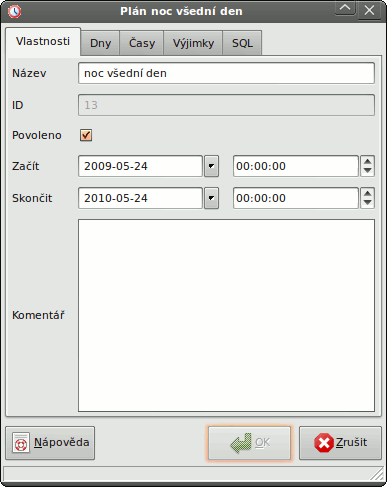 Plán noc všední den
Vlastnosti Dny Časy Výjimky SQL
Název noc všední den
ID 13
Povoleno
Začít 2009-05-24 00:00:00
Skončit 2010-05-24 00:00:00
Komentář
Nápověda OK Zrušit